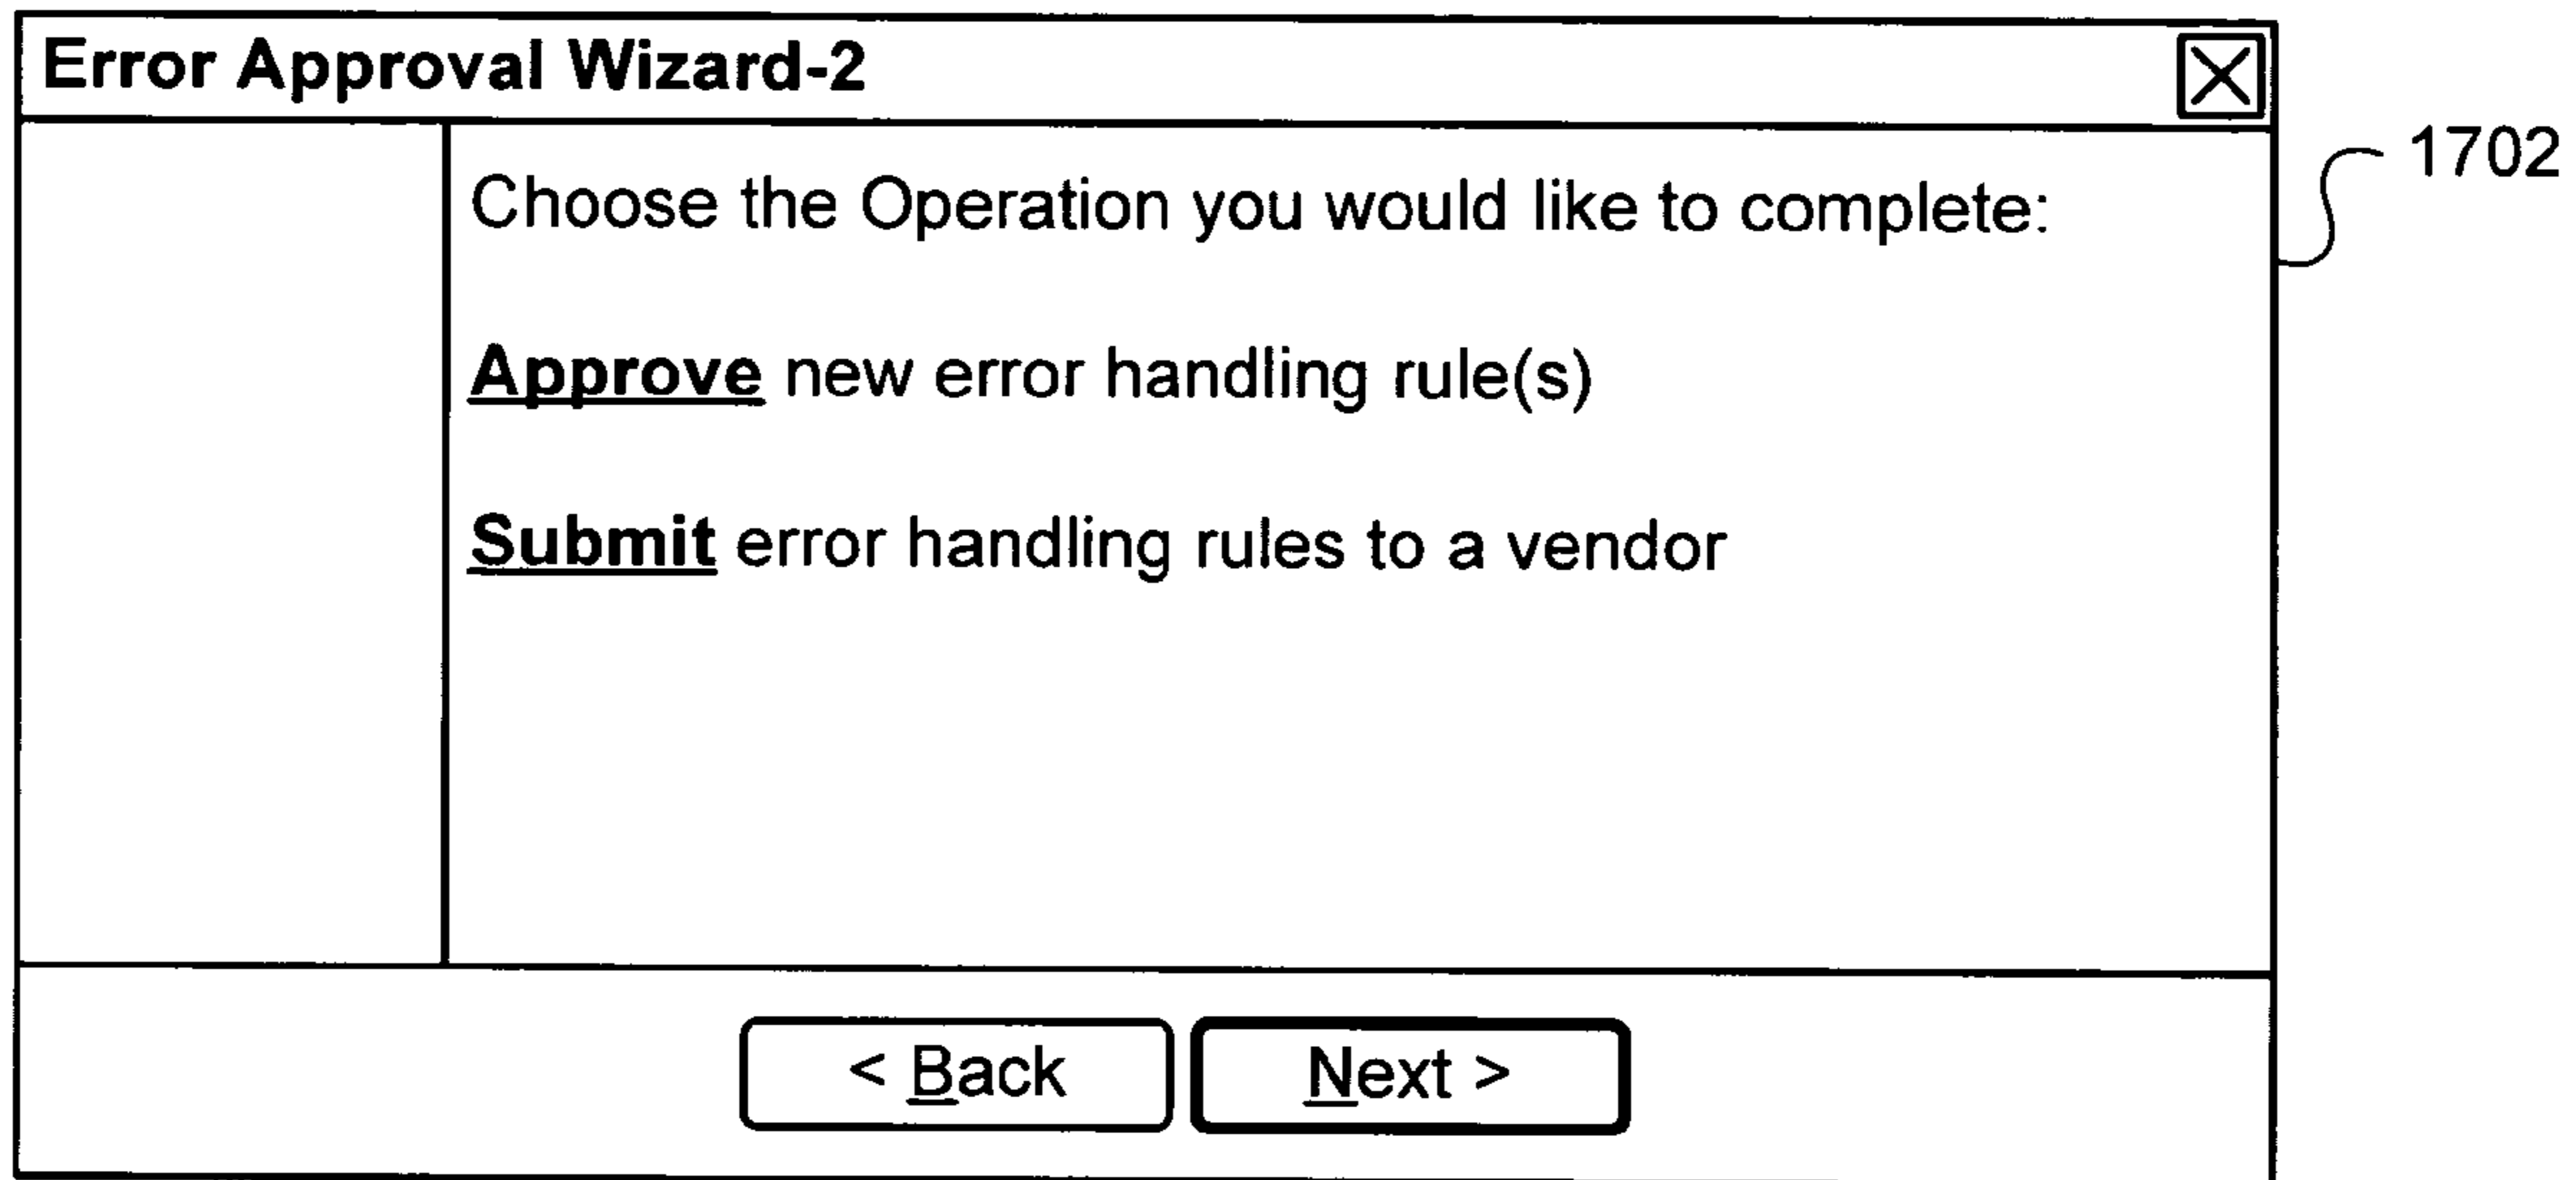 Error Approval Wizard-2
1702
Choose the Operation you would like to complete:
Approve new error handling rule(s)
Submit error handling rules to a vendor
< Back
Next >